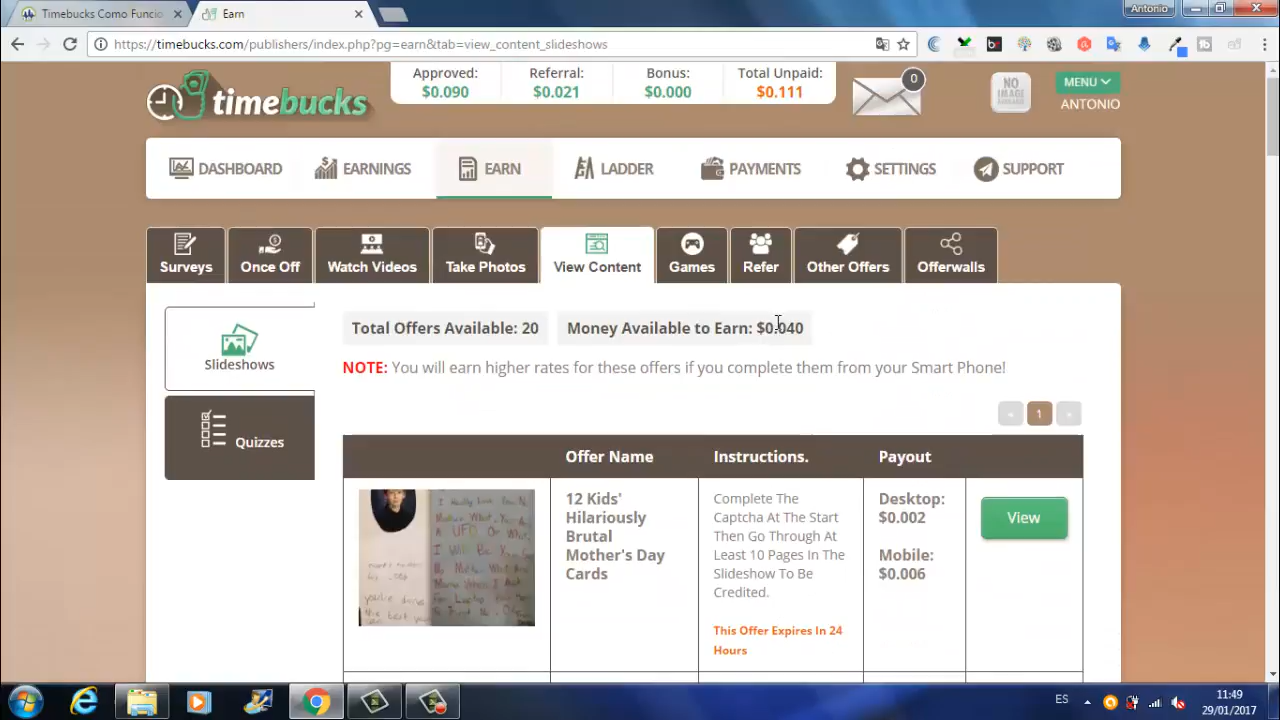 Timebucks Como Funcio
Earn
Antonio
https://timebucks.com/publishers/index.php?pg=earn&tab=view_content_slideshows
timebucks
Approved: Referral: Bonus: Total Unpaid:
$0.090 $0.021 $0.000 $0.111
0
NO
IMAGE
MENU
ANTONIO
DASHBOARD EARNINGS EARN LADDER PAYMENTS SETTINGS SUPPORT
Surveys Once Off Watch Videos Take Photos View Content Games Refer Other Offers Offerwalls
Slideshows
Quizzes
Total Offers Available: 20 Money Available to Earn: $0.040
NOTE: You will earn higher rates for these offers if you complete them from your Smart Phone!
« 1 »
Offer Name Instructions. Payout
12 Kids'
Hilariously
Brutal
Mother's Day
Cards
Complete The
Captcha At The Start
Then Go Through At
Least 10 Pages In The
Slideshow To Be
Credited.
This Offer Expires In 24
Hours
Desktop:
$0.002
Mobile:
$0.006
View
ES
11:49
29/01/2017